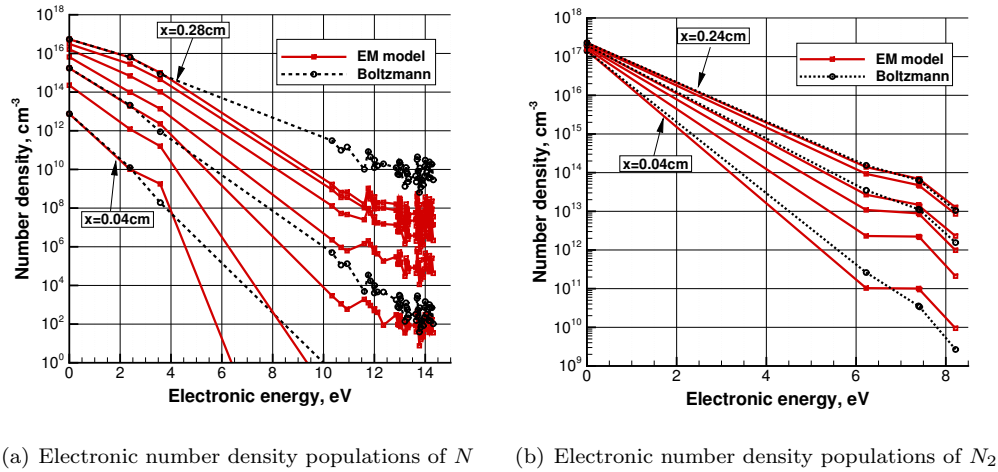 x=0.28cm
EM model
Boltzmann
x=0.04cm
Number density, cm-3
10^18
10^16
10^14
10^12
10^10
10^8
10^6
10^4
10^2
10^0
0 2 4 6 8 10 12 14
Electronic energy, eV
(a) Electronic number density populations of N
x=0.24cm
EM model
Boltzmann
x=0.04cm
Number density, cm-3
10^18
10^17
10^16
10^15
10^14
10^13
10^12
10^11
10^10
10^9
0 2 4 6 8
Electronic energy, eV
(b) Electronic number density populations of N2